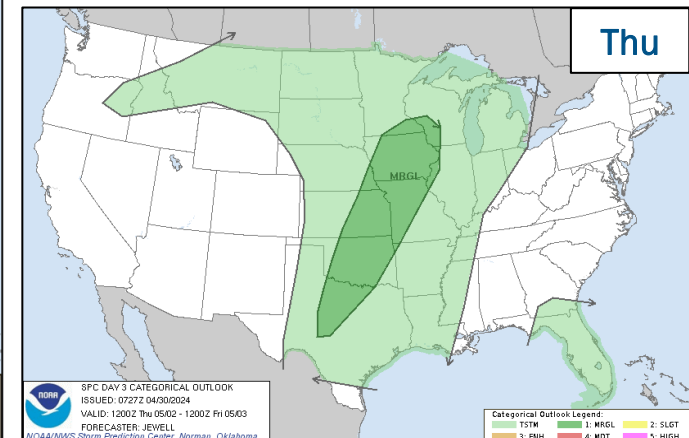 Thu
MRGL
NOAA
SPC DAY 3 CATEGORICAL OUTLOOK
ISSUED: 0727Z 04/30/2024
VALID: 1200Z Thu 05/02 - 1200Z Fri 05/03
FORECASTER: JEWELL
NOAA/NWS Storm Prediction Center, Norman, Oklahoma
Categorical Outlook Legend:
TSTM 1: MRGL 2: SLGT
3: ENH 4: MDT 5: HIGH